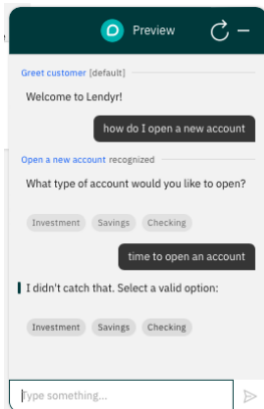 Preview
Greet customer [default]
Welcome to Lendyr!
how do I open a new account
Open a new account recognized
What type of account would you like to open?
Investment Savings Checking
time to open an account
I didn't catch that. Select a valid option:
Investment Savings Checking
Type something...